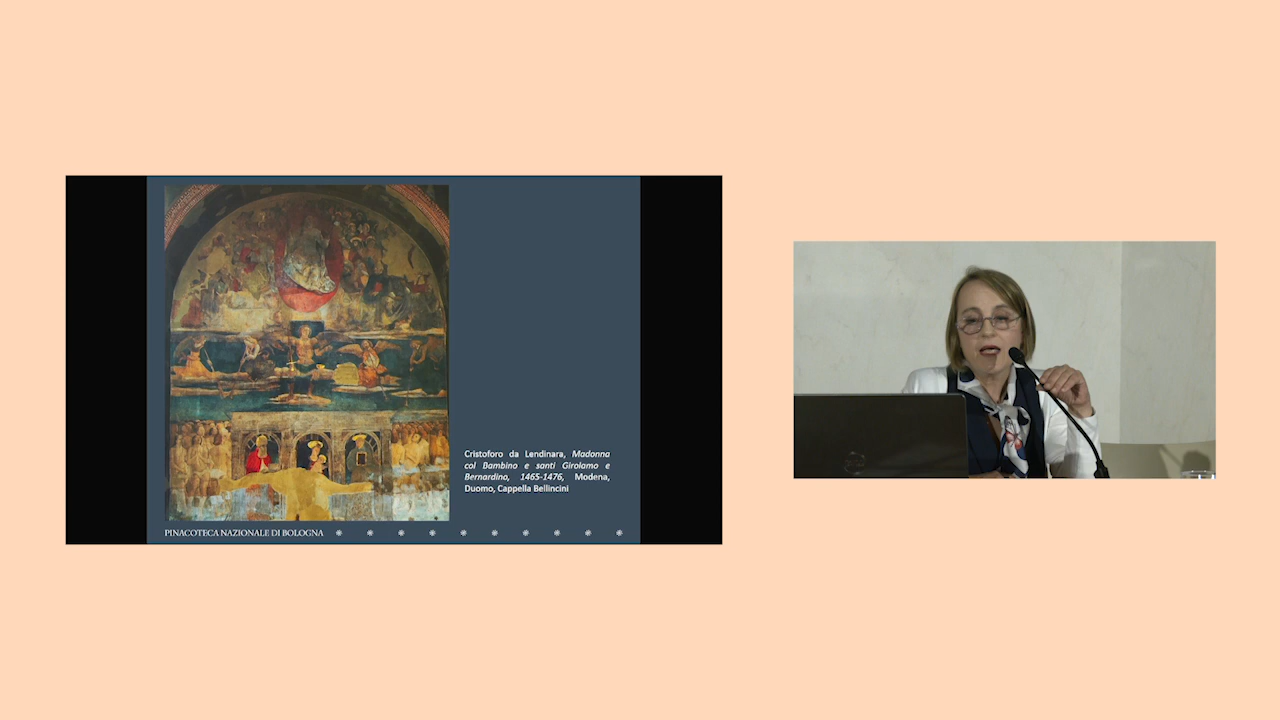 Cristoforo da Lendinara, Madonna
col Bambino e santi Girolamo e
Bernardino, 1465-1476, Modena,
Duomo, Cappella Bellincini
PINACOTECA NAZIONALE DI BOLOGNA